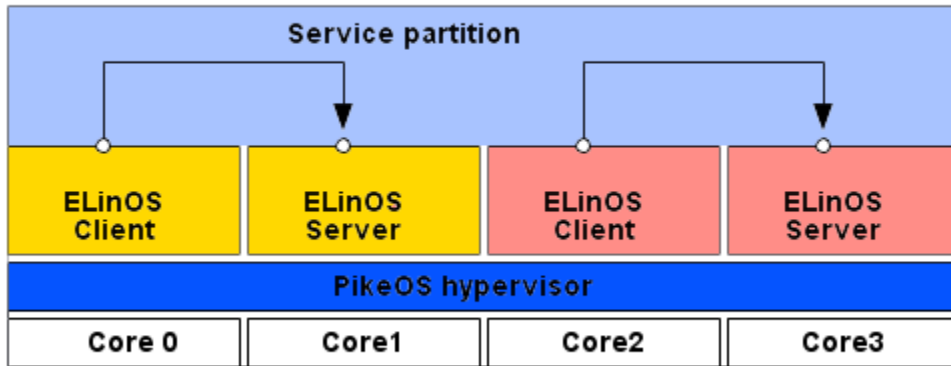 Service partition
ELinOS
Client
ELinOS
Server
ELinOS
Client
ELinOS
Server
PikeOS hypervisor
Core 0
Core1
Core2
Core3